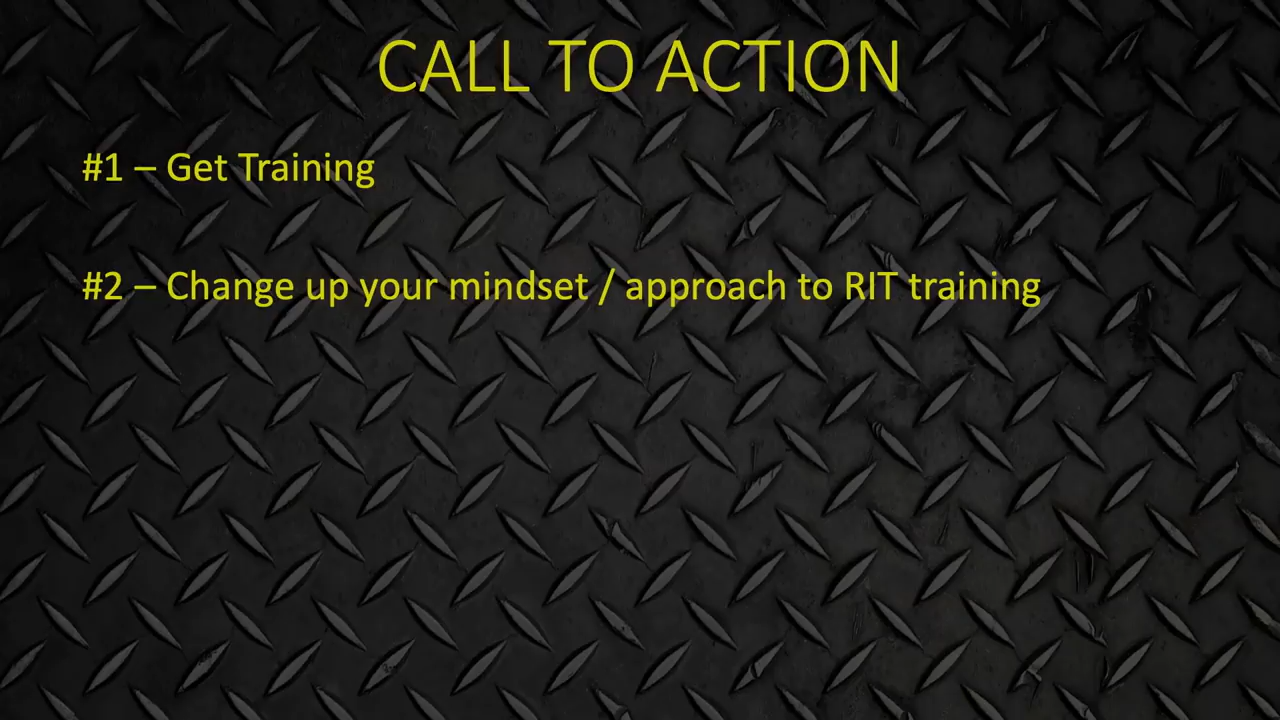 CALL TO ACTION
#1 – Get Training
#2 – Change up your mindset / approach to RIT training